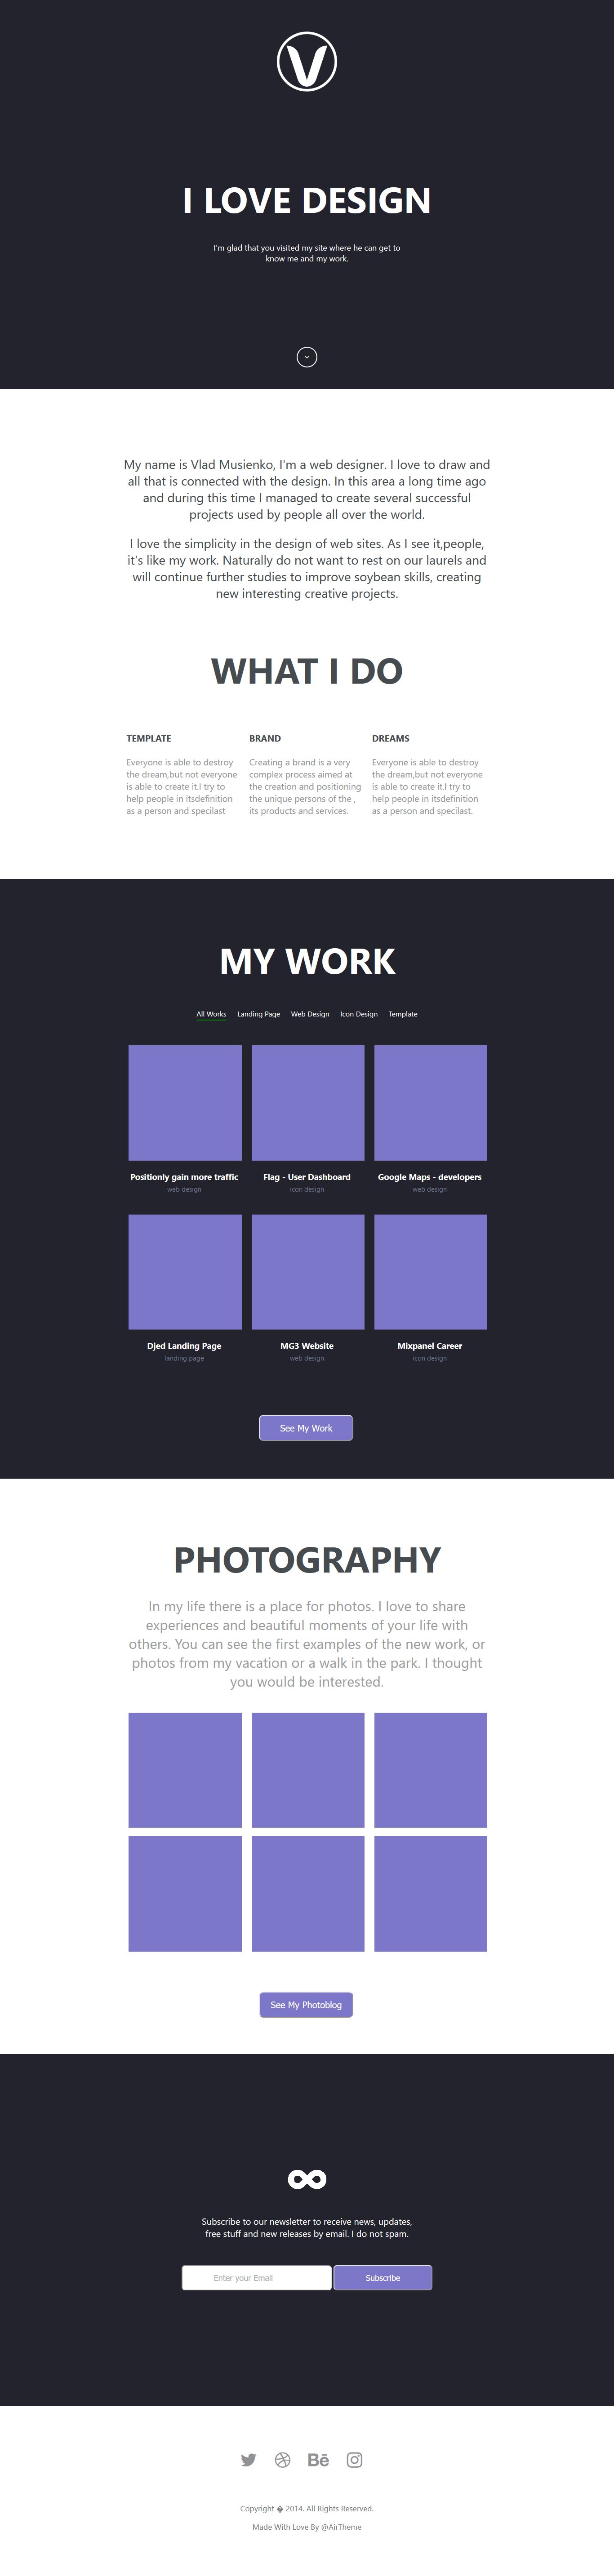 V
I LOVE DESIGN
I'm glad that you visited my site where he can get to
know me and my work.
My name is Vlad Musienko, I'm a web designer. I love to draw and
all that is connected with the design. In this area a long time ago
and during this time I managed to create several successful
projects used by people all over the world.
I love the simplicity in the design of web sites. As I see it,people,
it's like my work. Naturally do not want to rest on our laurels and
will continue further studies to improve soybean skills, creating
new interesting creative projects.
WHAT I DO
TEMPLATE
Everyone is able to destroy
the dream,but not everyone
is able to create it.I try to
help people in itsdefinition
as a person and specilast
BRAND
Creating a brand is a very
complex process aimed at
the creation and positioning
the unique persons of the ,
its products and services.
DREAMS
Everyone is able to destroy
the dream,but not everyone
is able to create it.I try to
help people in itsdefinition
as a person and specilast.
MY WORK
All Works Landing Page Web Design Icon Design Template
Positionly gain more traffic
web design
Flag - User Dashboard
icon design
Google Maps - developers
web design
Djed Landing Page
landing page
MG3 Website
web design
Mixpanel Career
icon design
See My Work
PHOTOGRAPHY
In my life there is a place for photos. I love to share
experiences and beautiful moments of your life with
others. You can see the first examples of the new work, or
photos from my vacation or a walk in the park. I thought
you would be interested.
See My Photoblog
Subscribe to our newsletter to receive news, updates,
free stuff and new releases by email. I do not spam.
Enter your Email Subscribe
Bē
Copyright � 2014. All Rights Reserved.
Made With Love By @AirTheme